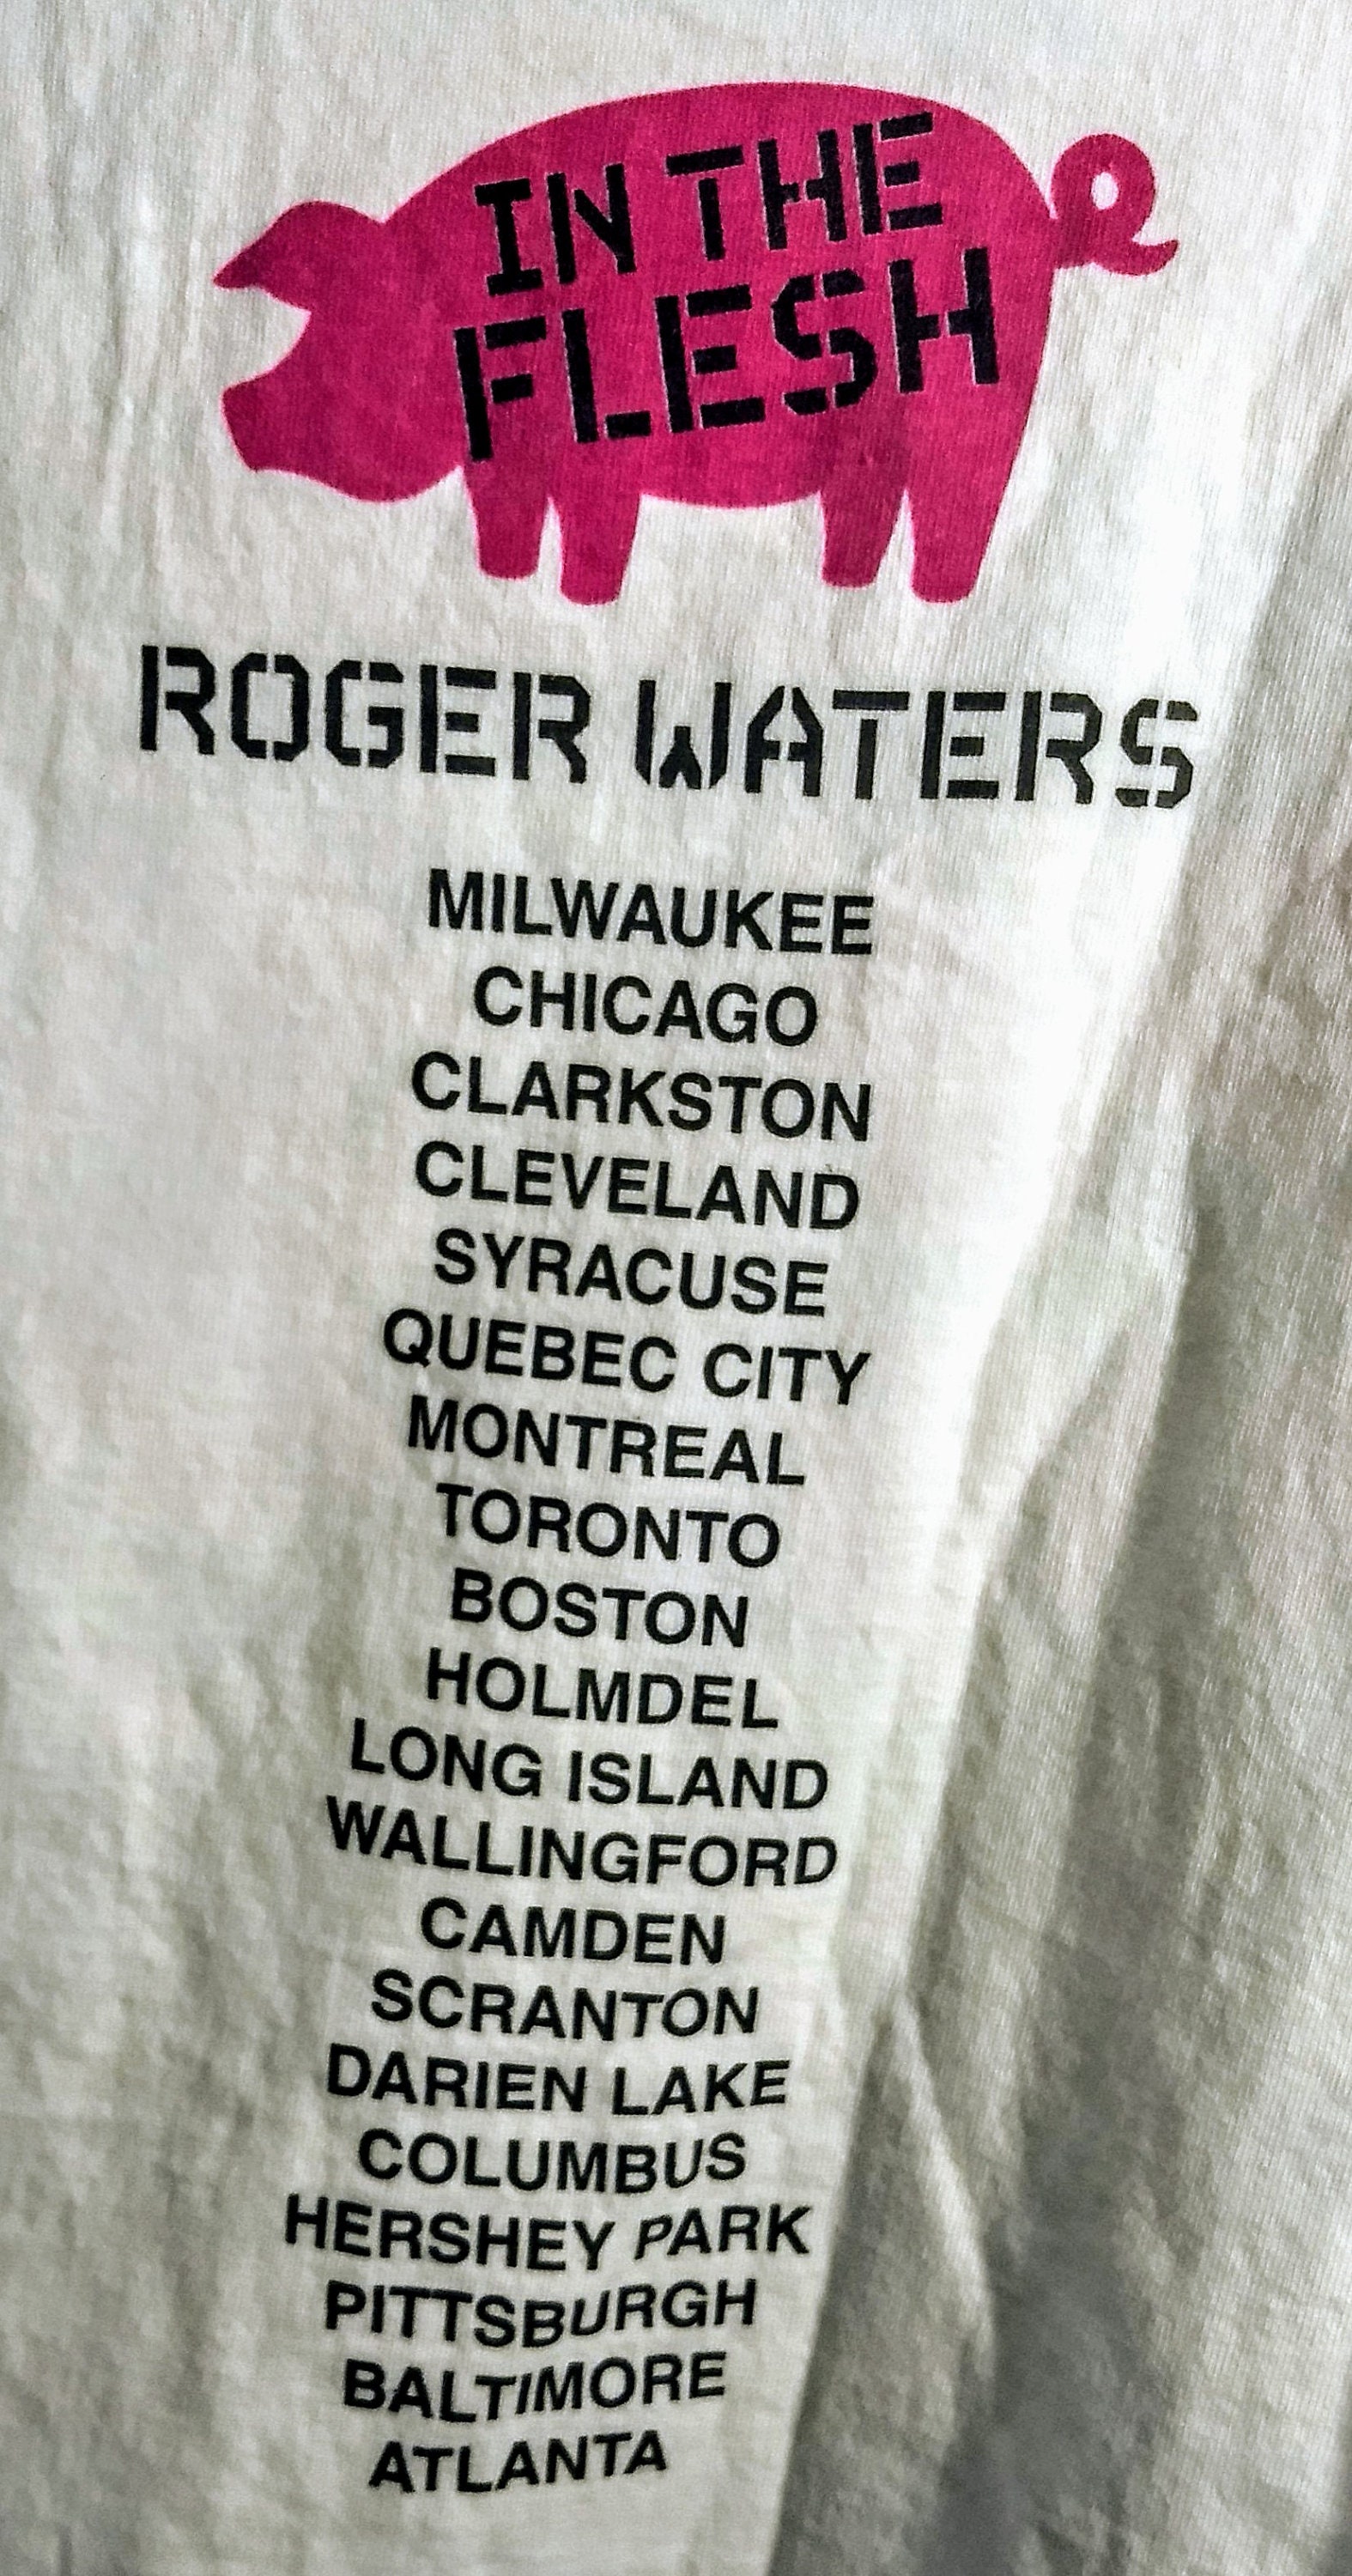 IN THE
FLESH
ROGER WATERS
MILWAUKEE
CHICAGO
CLARKSTON
CLEVELAND
SYRACUSE
QUEBEC CITY
MONTREAL
TORONTO
BOSTON
HOLMDEL
LONG ISLAND
WALLINGFORD
CAMDEN
SCRANTON
DARIEN LAKE
COLUMBUS
HERSHEY PARK
PITTSBURGH
BALTIMORE
ATLANTA